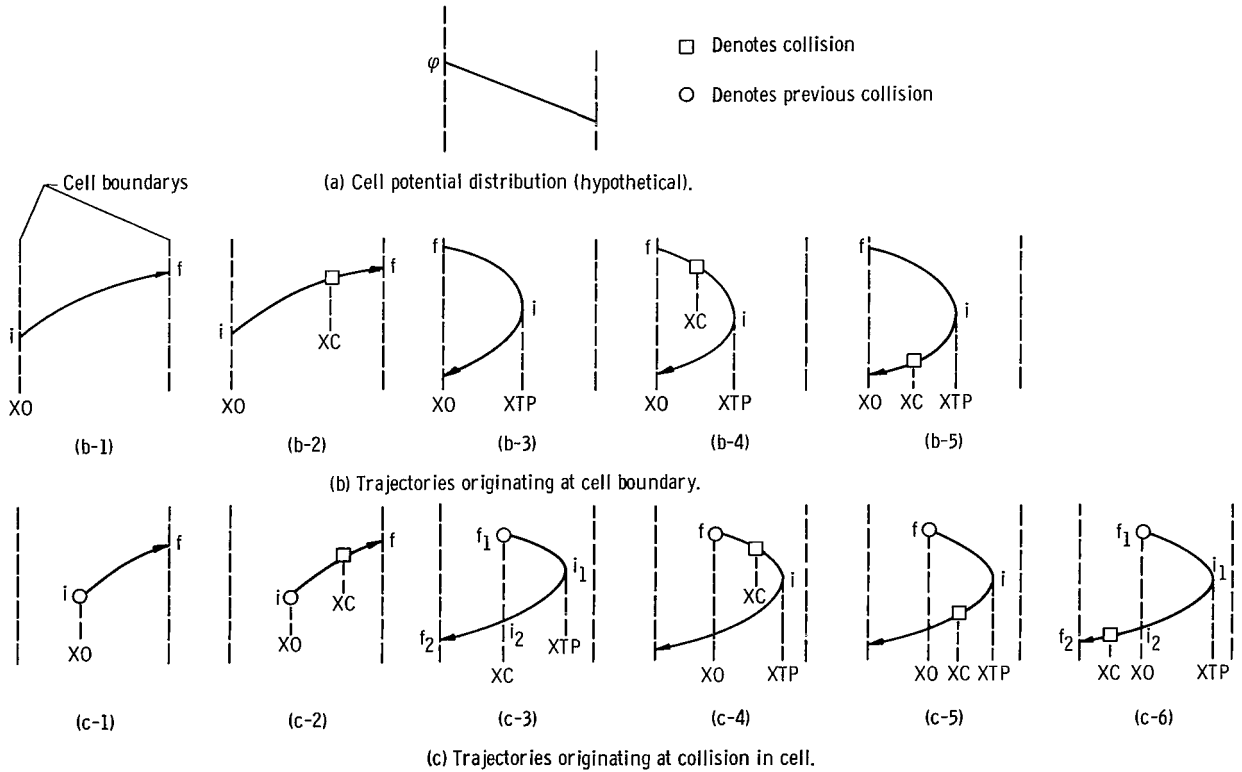 φ
□ Denotes collision
○ Denotes previous collision
Cell boundarys
(a) Cell potential distribution (hypothetical).
i
f
XO
(b-1)
i
f
XC
XO
(b-2)
f
i
XO
XTP
(b-3)
f
XC
i
XO
XTP
(b-4)
f
i
XO
XC
XTP
(b-5)
(b) Trajectories originating at cell boundary.
i
f
XO
(c-1)
i
f
XC
XO
(c-2)
f1
i1
f2
i2
XTP
XC
(c-3)
f
XC
i
XO
XTP
(c-4)
f
i
XO
XC
XTP
(c-5)
f1
i1
f2
i2
XC
XO
XTP
(c-6)
(c) Trajectories originating at collision in cell.